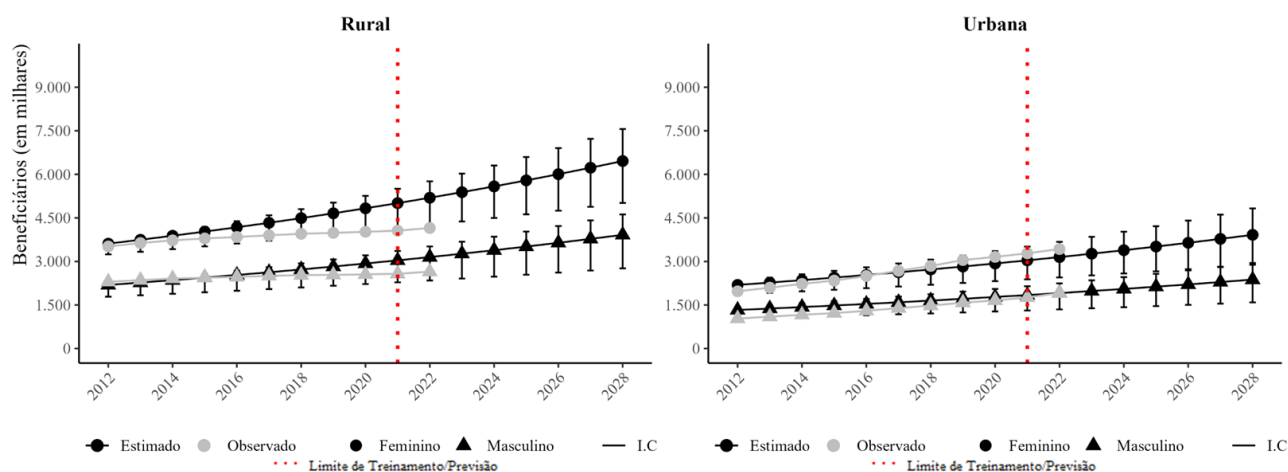 Rural
Beneficiários (em milhares)
9.000
7.500
6.000
4.500
3.000
1.500
0
2012 2014 2016 2018 2020 2022 2024 2026 2028
Estimado Observado Feminino Masculino I.C
Limite de Treinamento/Previsão
Urbana
9.000
7.500
6.000
4.500
3.000
1.500
0
2012 2014 2016 2018 2020 2022 2024 2026 2028
Estimado Observado Feminino Masculino I.C
Limite de Treinamento/Previsão